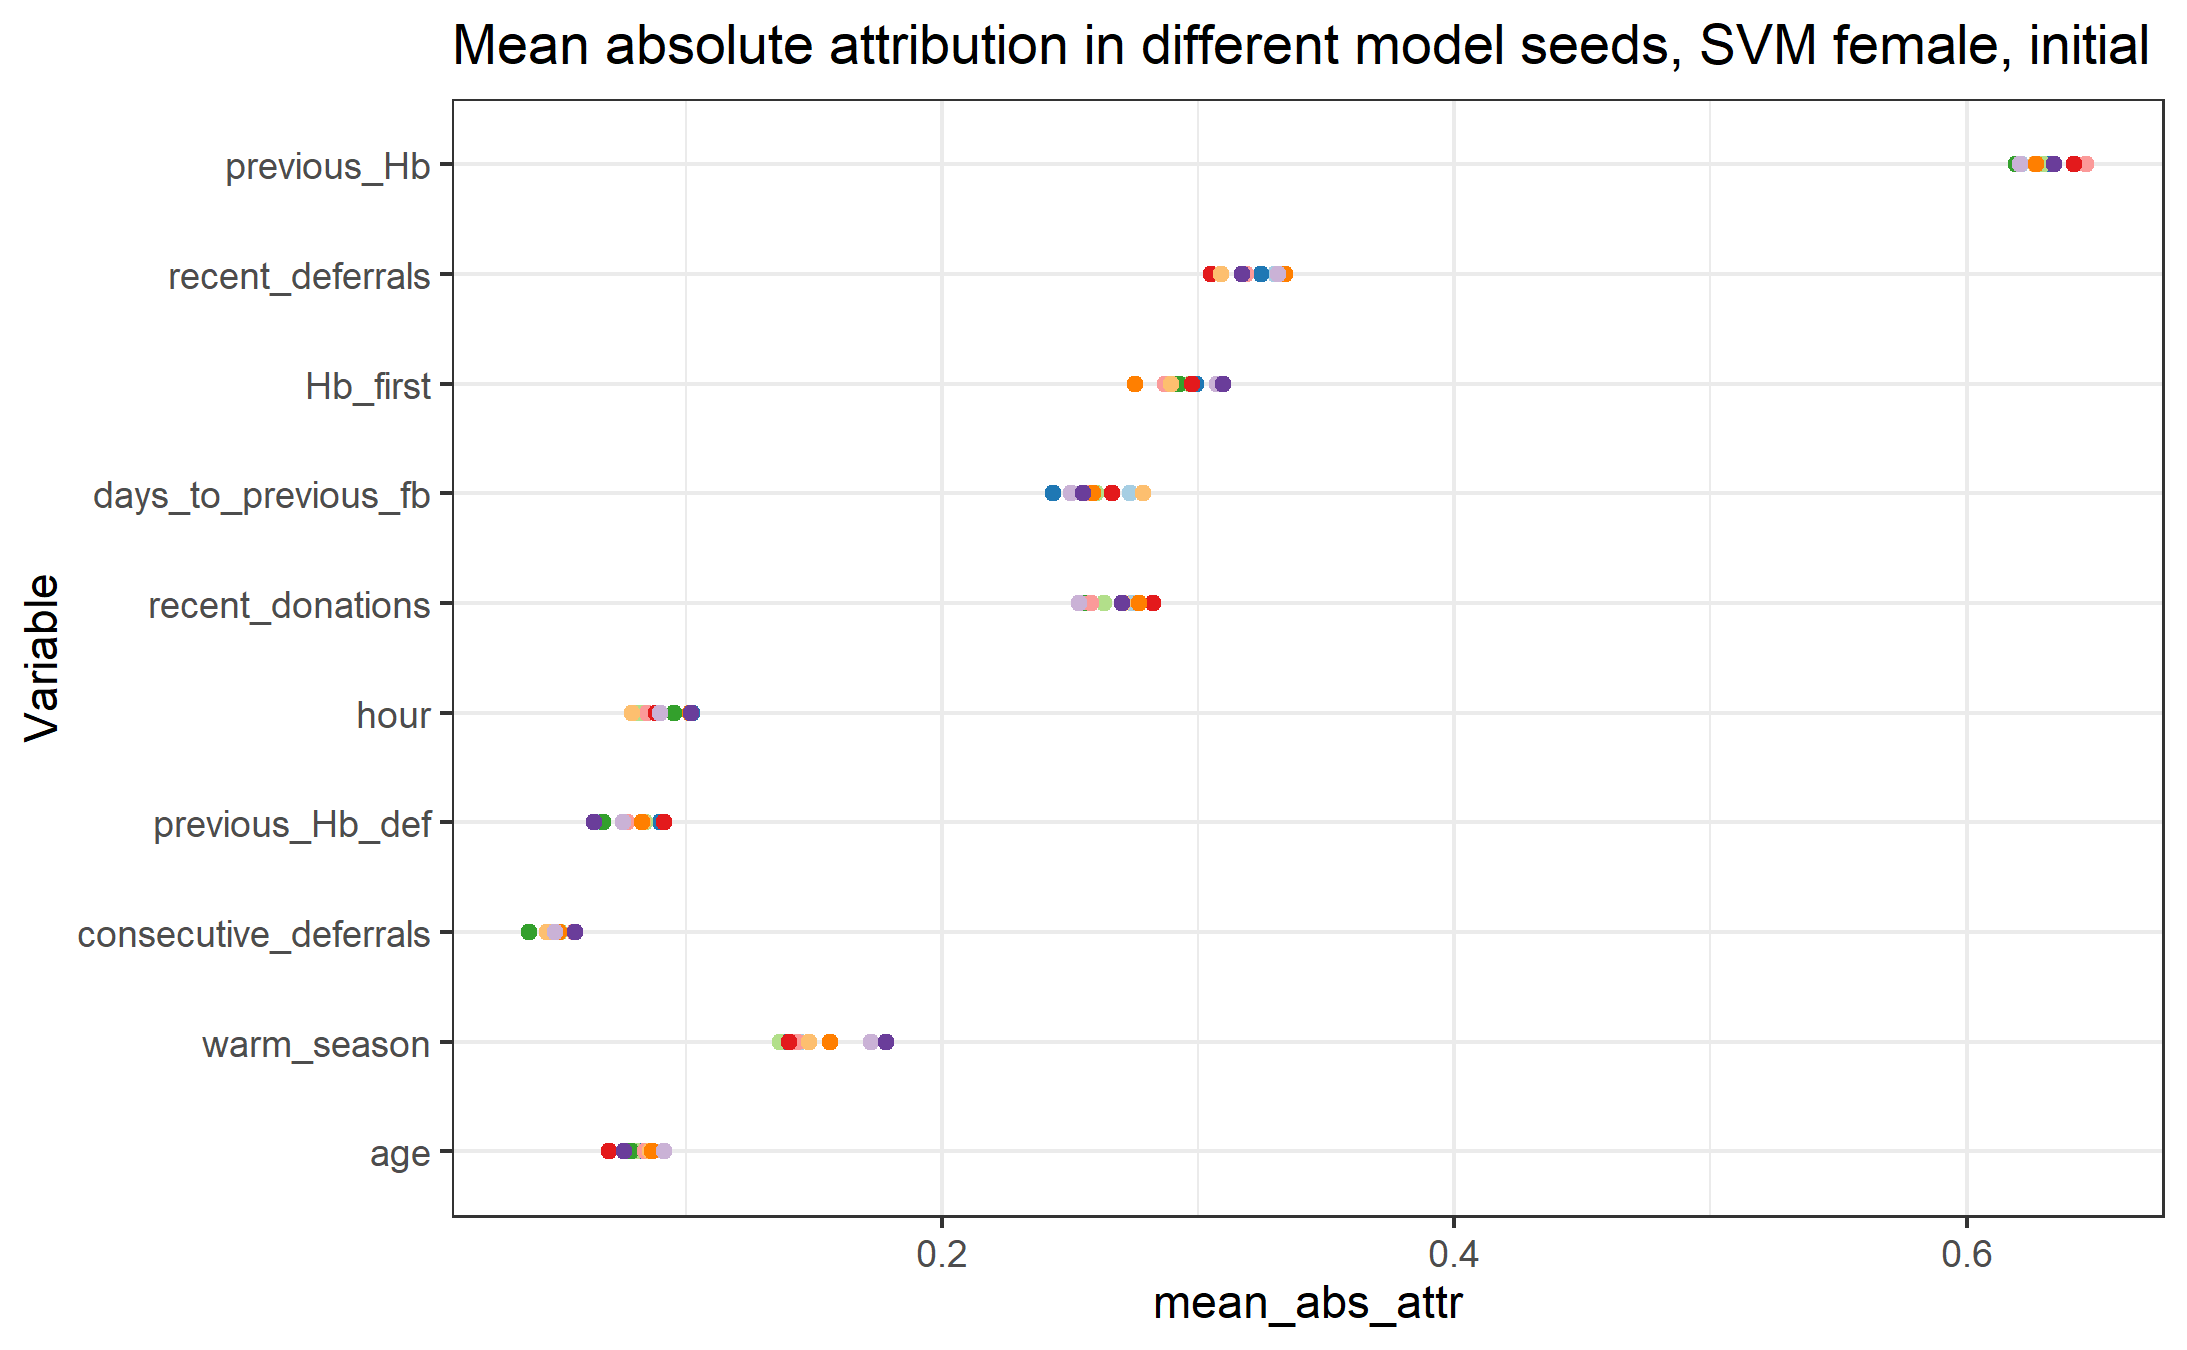 Mean absolute attribution in different model seeds, SVM female, initial
Variable
previous_Hb
recent_deferrals
Hb_first
days_to_previous_fb
recent_donations
hour
previous_Hb_def
consecutive_deferrals
warm_season
age
0.2 0.4 0.6
mean_abs_attr